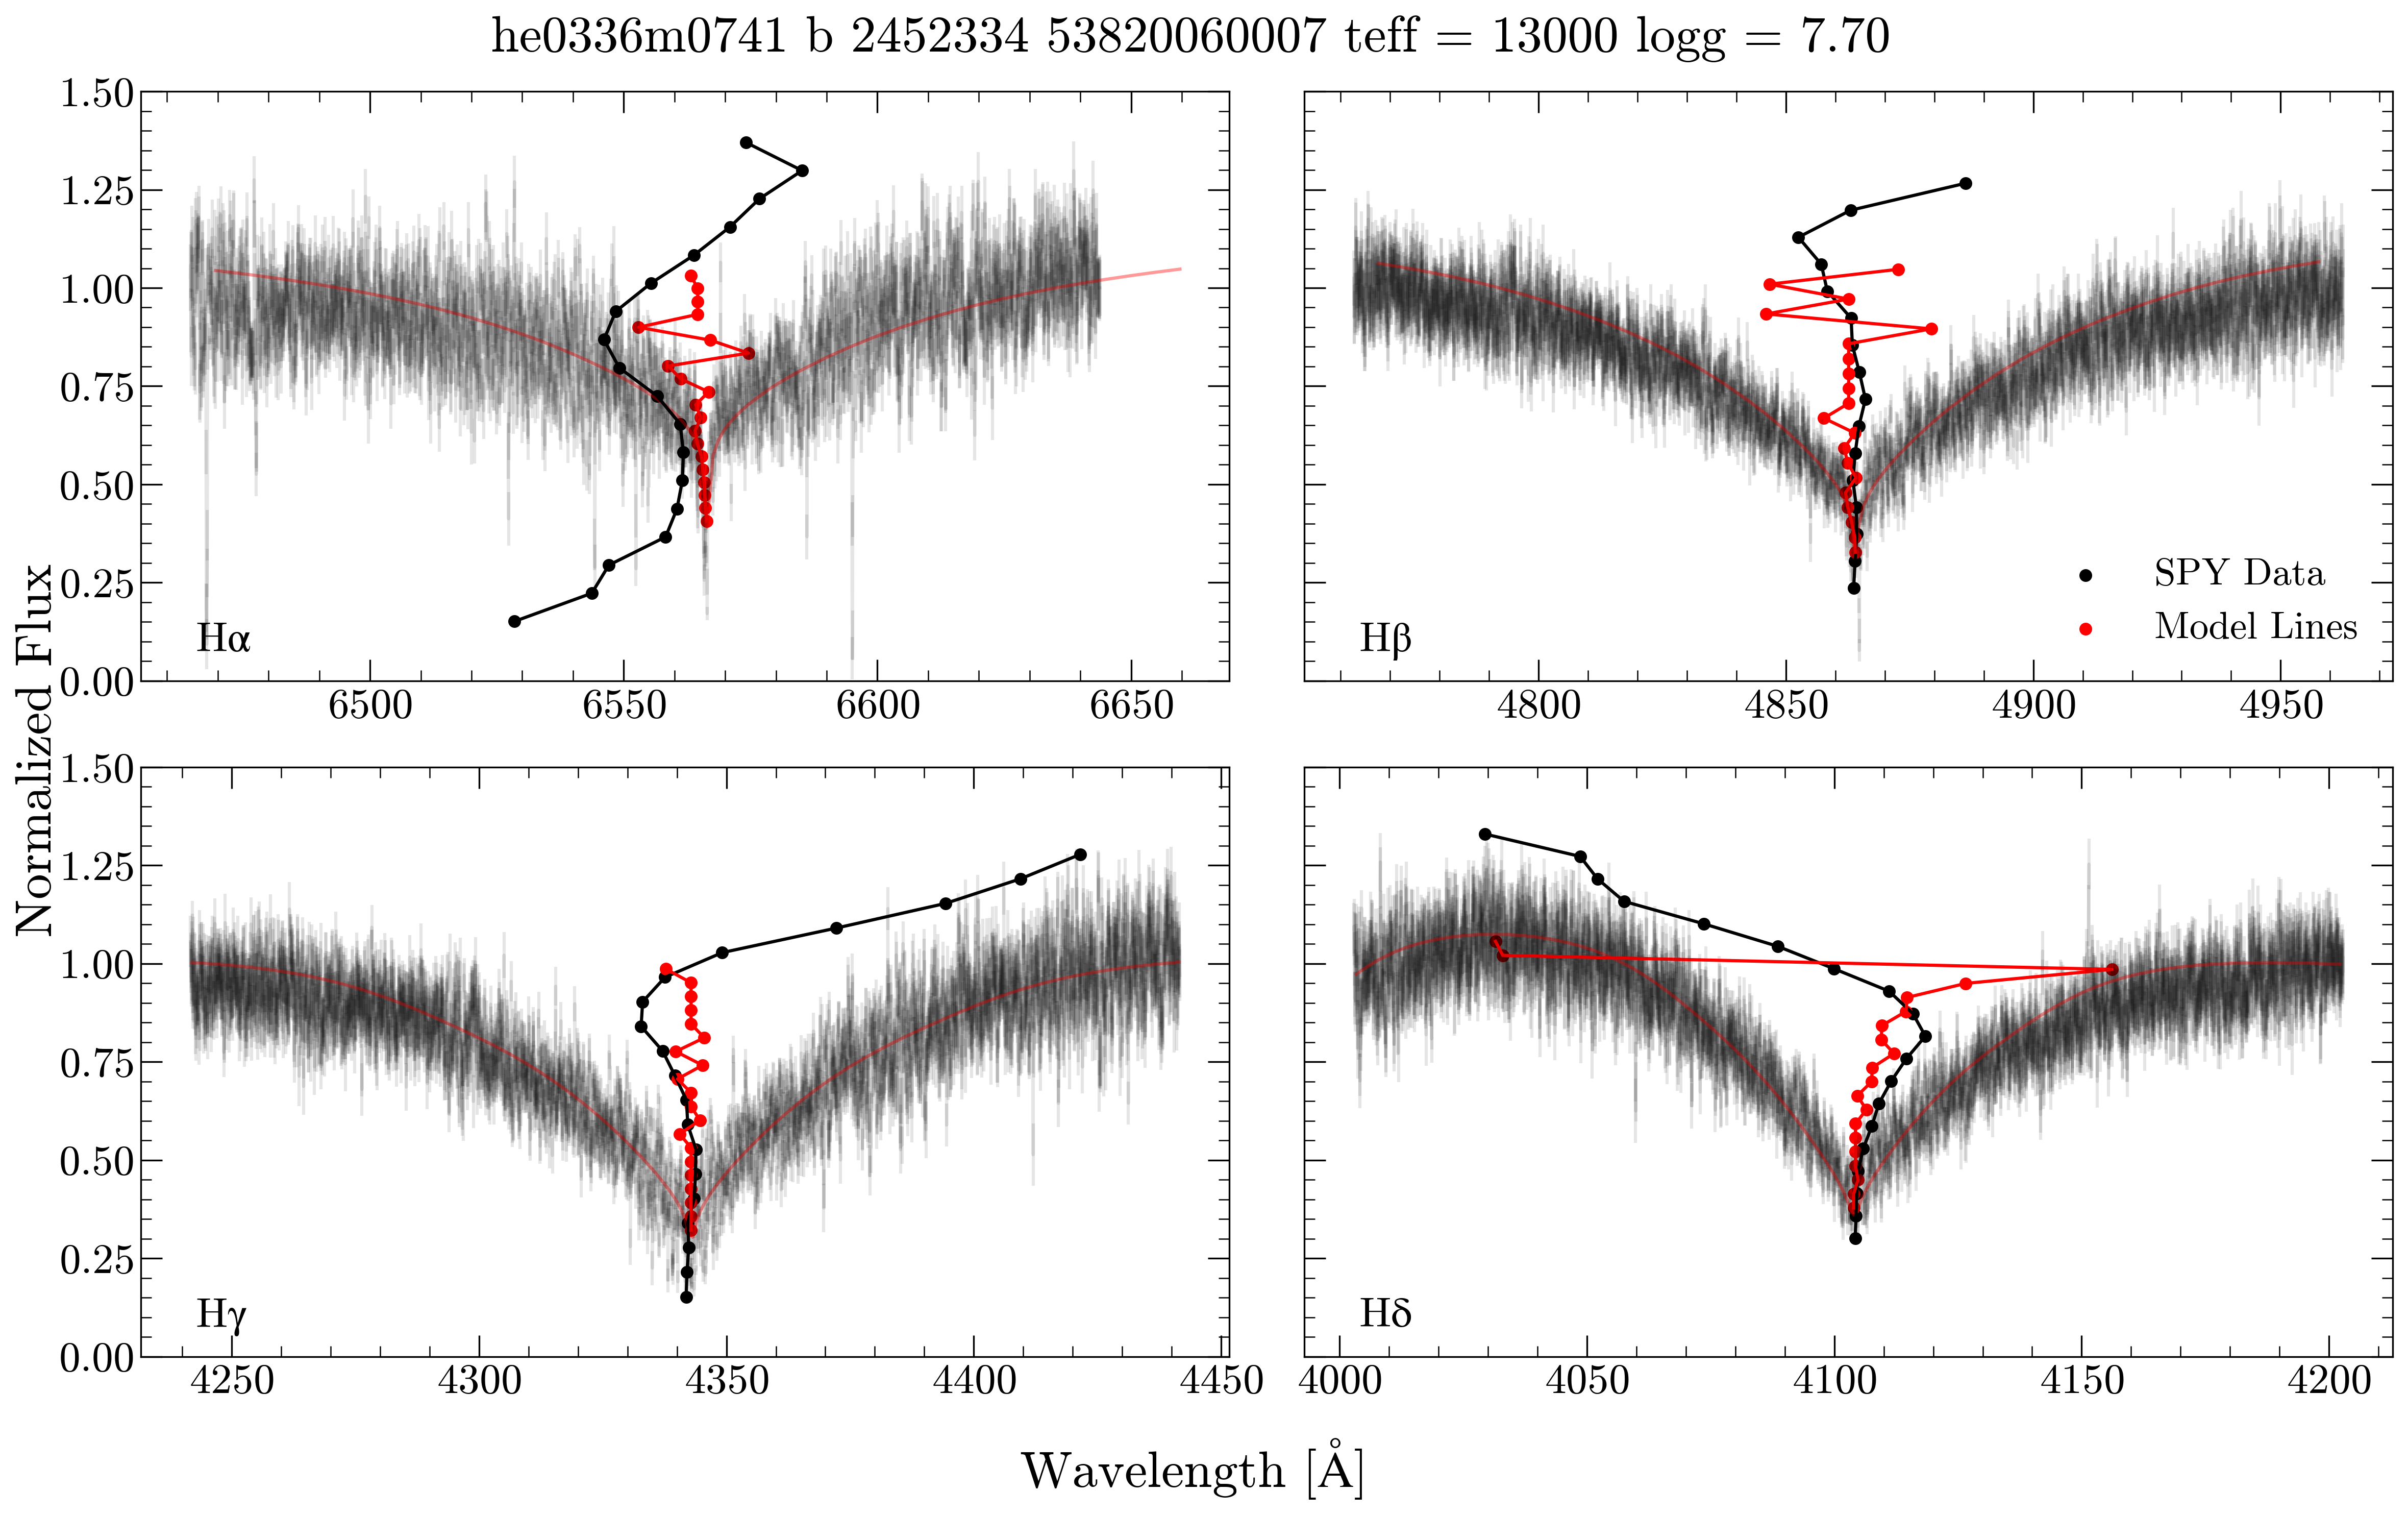 he0336m0741 b 2452334 53820060007 teff = 13000 logg = 7.70
Normalized Flux
1.50
1.25
1.00
0.75
0.50
0.25
0.00
Hα
6500 6550 6600 6650
Hβ
SPY Data
Model Lines
4800 4850 4900 4950
1.50
1.25
1.00
0.75
0.50
0.25
0.00
Hγ
4250 4300 4350 4400 4450
Hδ
4000 4050 4100 4150 4200
Wavelength [Å]